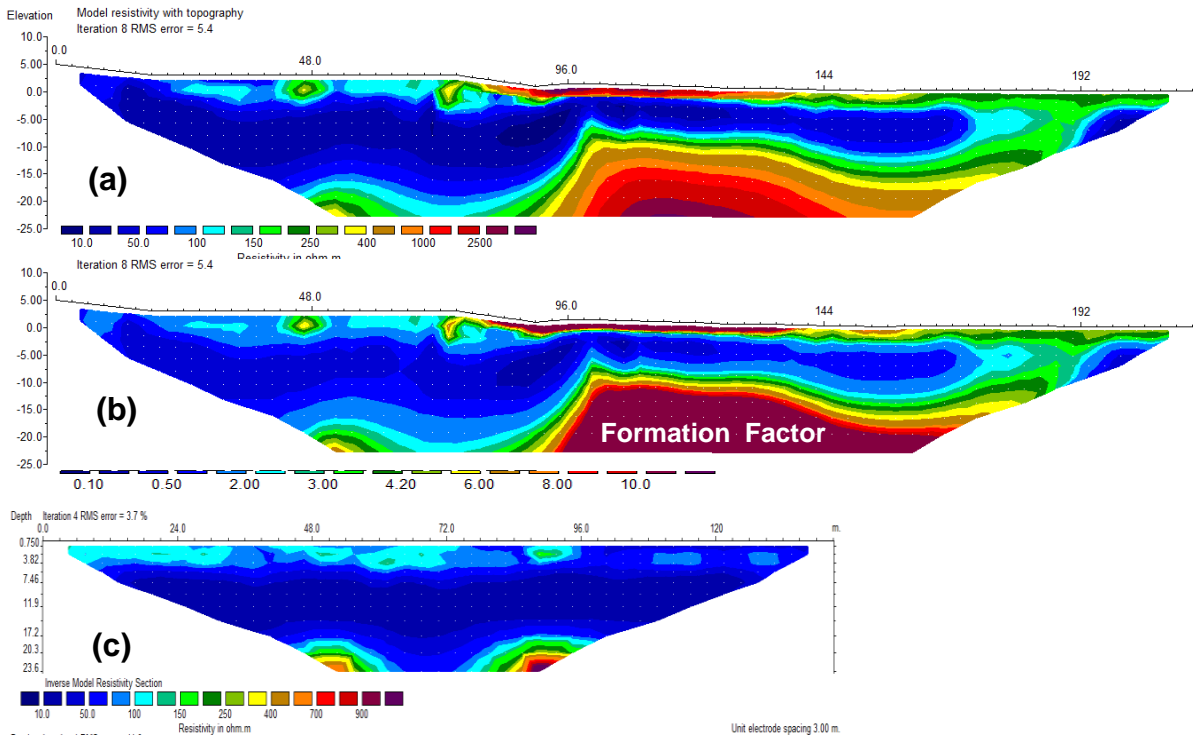 Elevation Model resistivity with topography
Iteration 8 RMS error = 5.4
10.0
0.0
5.00
48.0
96.0
144
192
0.0
-5.00
-10.0
-15.0
-20.0
-25.0
(a)
10.0 50.0 100 150 250 400 1000 2500
Resistivity in ohm.m
Iteration 8 RMS error = 5.4
10.0
0.0
5.00
48.0
96.0
144
192
0.0
-5.00
-10.0
-15.0
-20.0
-25.0
(b)
Formation Factor
0.10 0.50 2.00 3.00 4.20 6.00 8.00 10.0
Depth Iteration 4 RMS error = 3.7 %
0.0 24.0 48.0 72.0 96.0 120 m.
0.750
3.82
7.46
11.9
17.2
20.3
23.6
(c)
Inverse Model Resistivity Section
10.0 50.0 100 150 250 400 700 900
Resistivity in ohm.m
Unit electrode spacing 3.00 m.